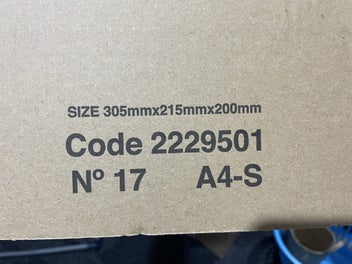 SIZE 305mmx215mmx200mm
Code 2229501
Nº 17 A4-S